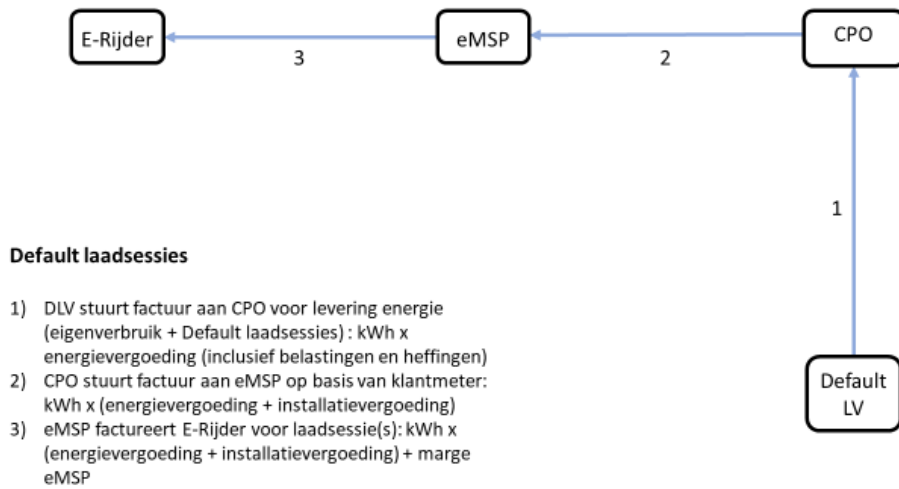 E-Rijder
eMSP
CPO
3
2
1
Default laadsessies
1) DLV stuurt factuur aan CPO voor levering energie
(eigenverbruik + Default laadsessies) : kWh x
energievergoeding (inclusief belastingen en heffingen)
2) CPO stuurt factuur aan eMSP op basis van klantmeter:
kWh x (energievergoeding + installatievergoeding)
3) eMSP factureert E-Rijder voor laadsessie(s): kWh x
(energievergoeding + installatievergoeding) + marge
eMSP
Default
LV